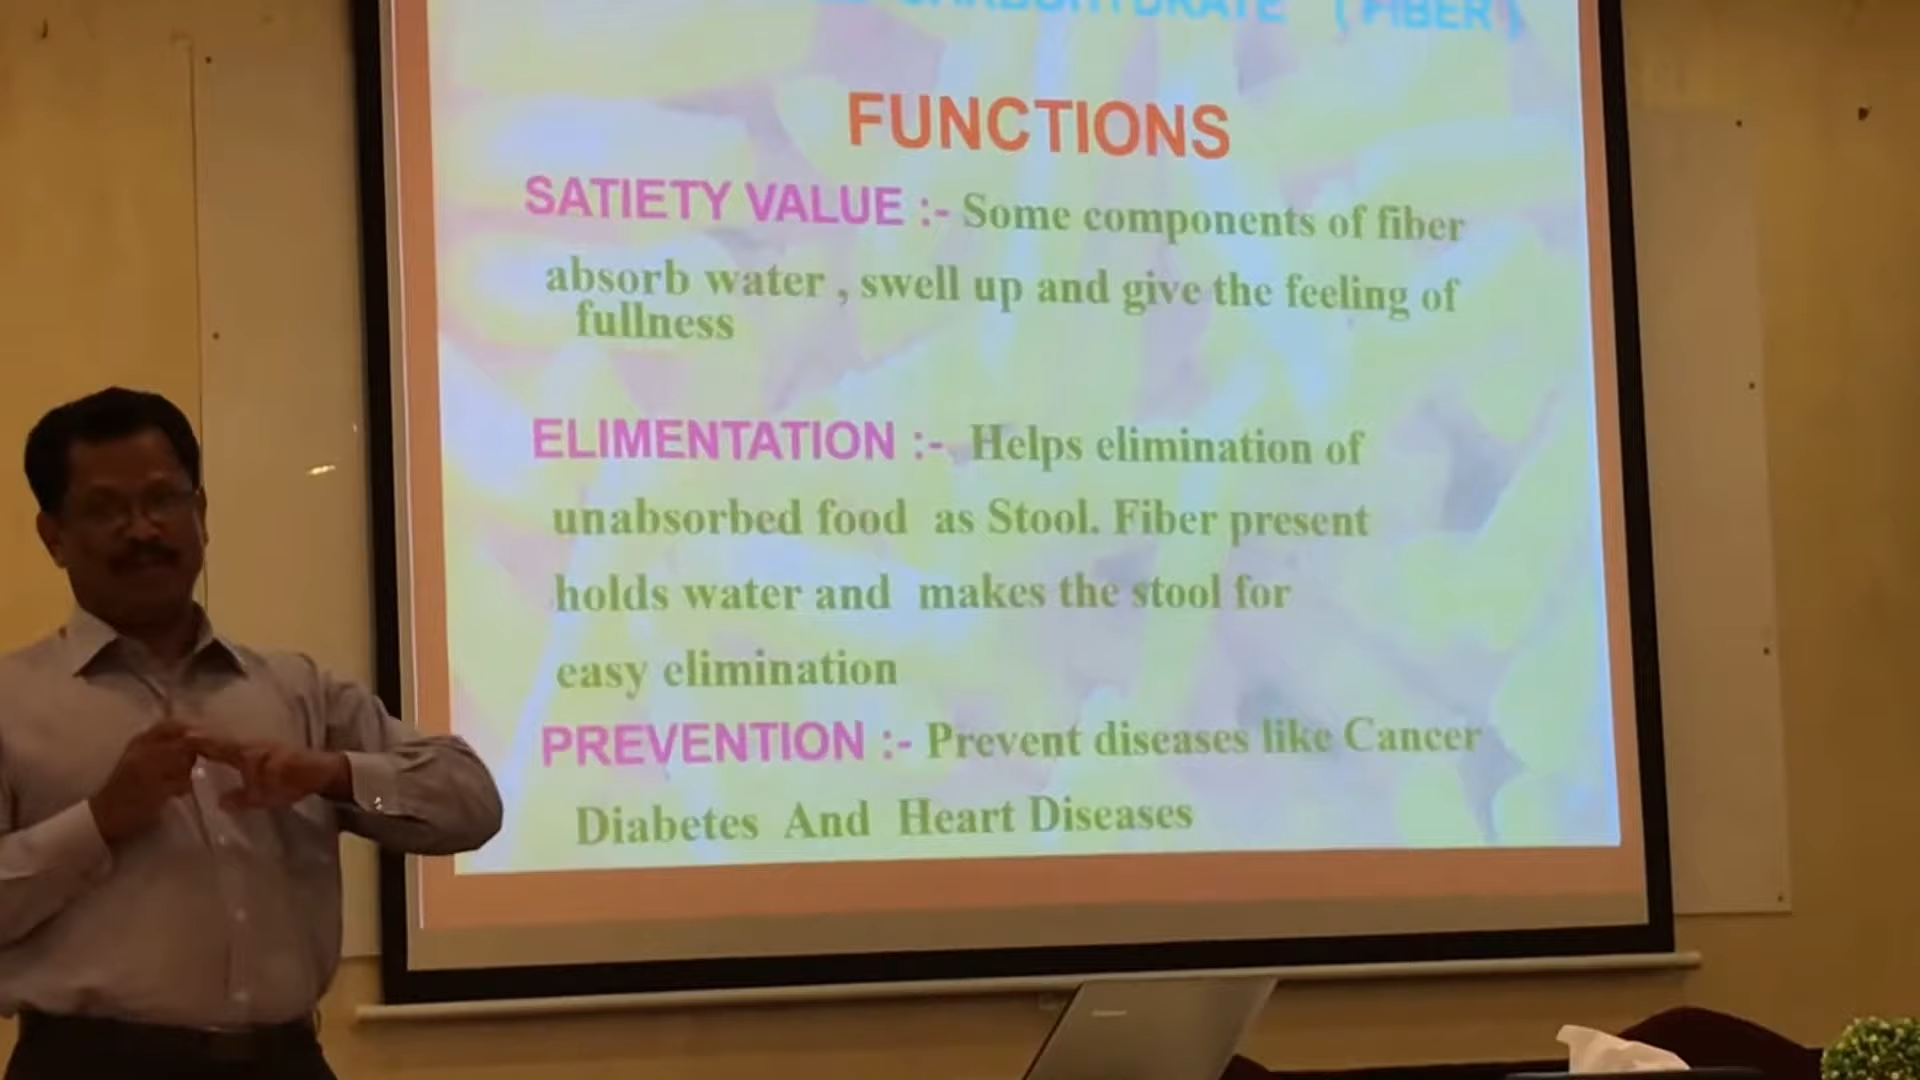 CARBOHYDRATE ( FIBER )
FUNCTIONS
SATIETY VALUE :- Some components of fiber
absorb water , swell up and give the feeling of
fullness
ELIMENTATION :- Helps elimination of
unabsorbed food as Stool. Fiber present
holds water and makes the stool for
easy elimination
PREVENTION :- Prevent diseases like Cancer
Diabetes And Heart Diseases